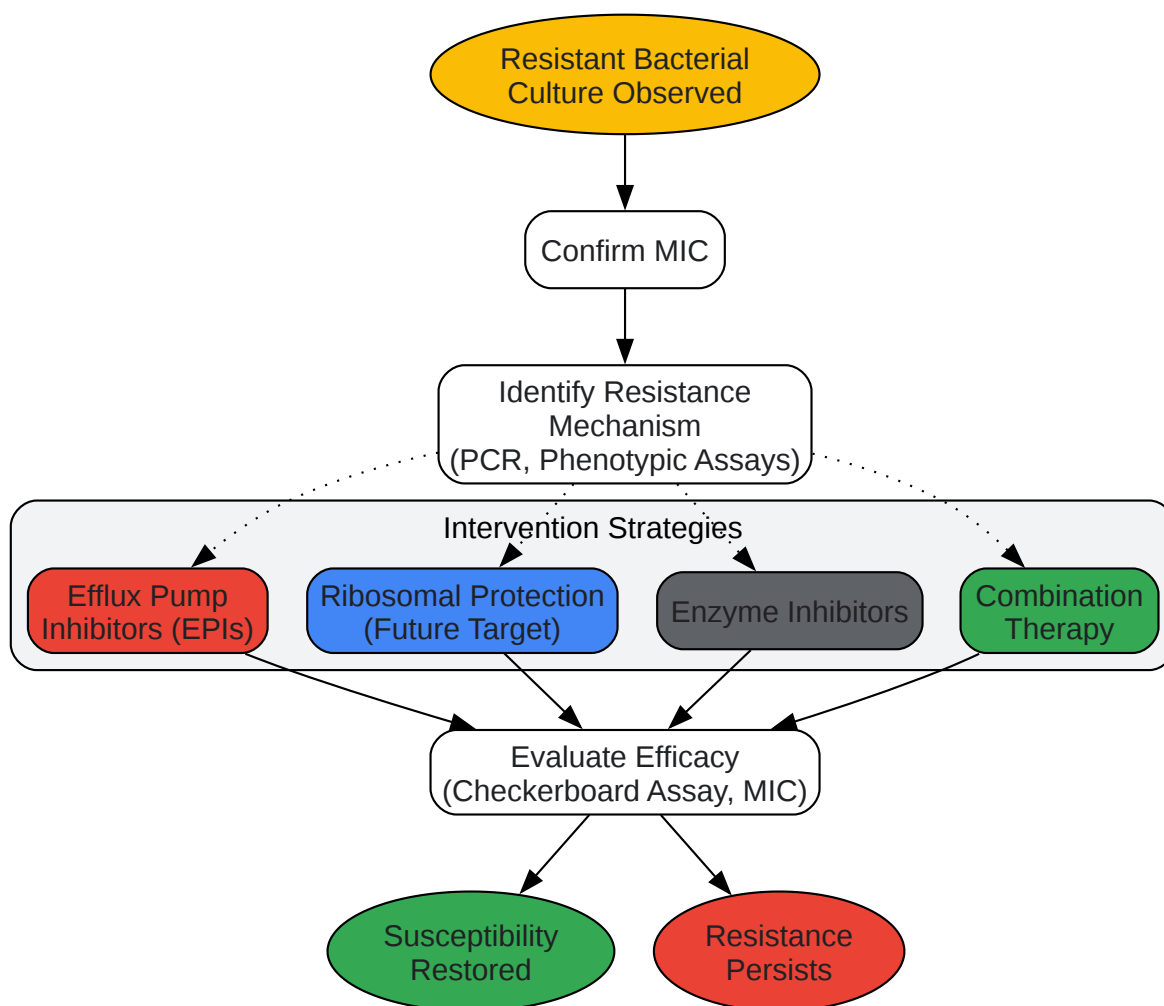 Resistant Bacterial
Culture Observed
Confirm MIC
Identify Resistance
Mechanism
(PCR, Phenotypic Assays)
Intervention Strategies
Efflux Pump
Inhibitors (EPIs)
Ribosomal Protection
(Future Target)
Enzyme Inhibitors
Combination
Therapy
Evaluate Efficacy
(Checkerboard Assay, MIC)
Susceptibility
Restored
Resistance
Persists